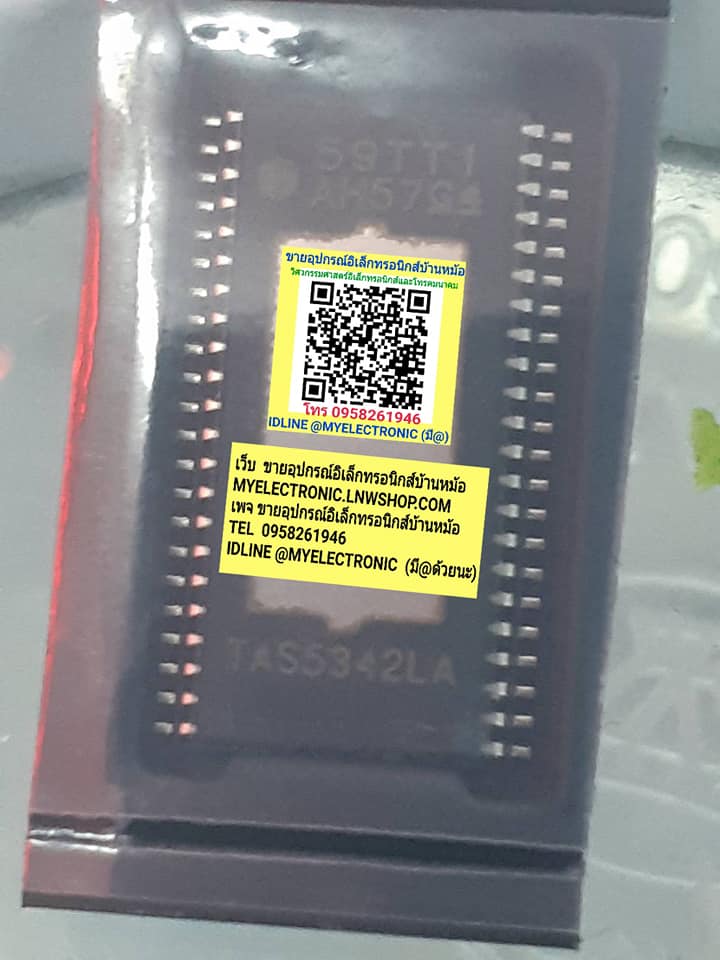 59TT1
AH57G4
ขายอุปกรณ์อิเล็กทรอนิกส์บ้านหม้อ
วิศวกรรมศาสตร์อิเล็กทรอนิกส์และโทรคมนาคม
โทร 0958261946
IDLINE @MYELECTRONIC (มี@)
เว็บ ขายอุปกรณ์อิเล็กทรอนิกส์บ้านหม้อ
MYELECTRONIC.LNWSHOP.COM
เพจ ขายอุปกรณ์อิเล็กทรอนิกส์บ้านหม้อ
TEL 0958261946
IDLINE @MYELECTRONIC (มี@ด้วยนะ)
TAS5342LA